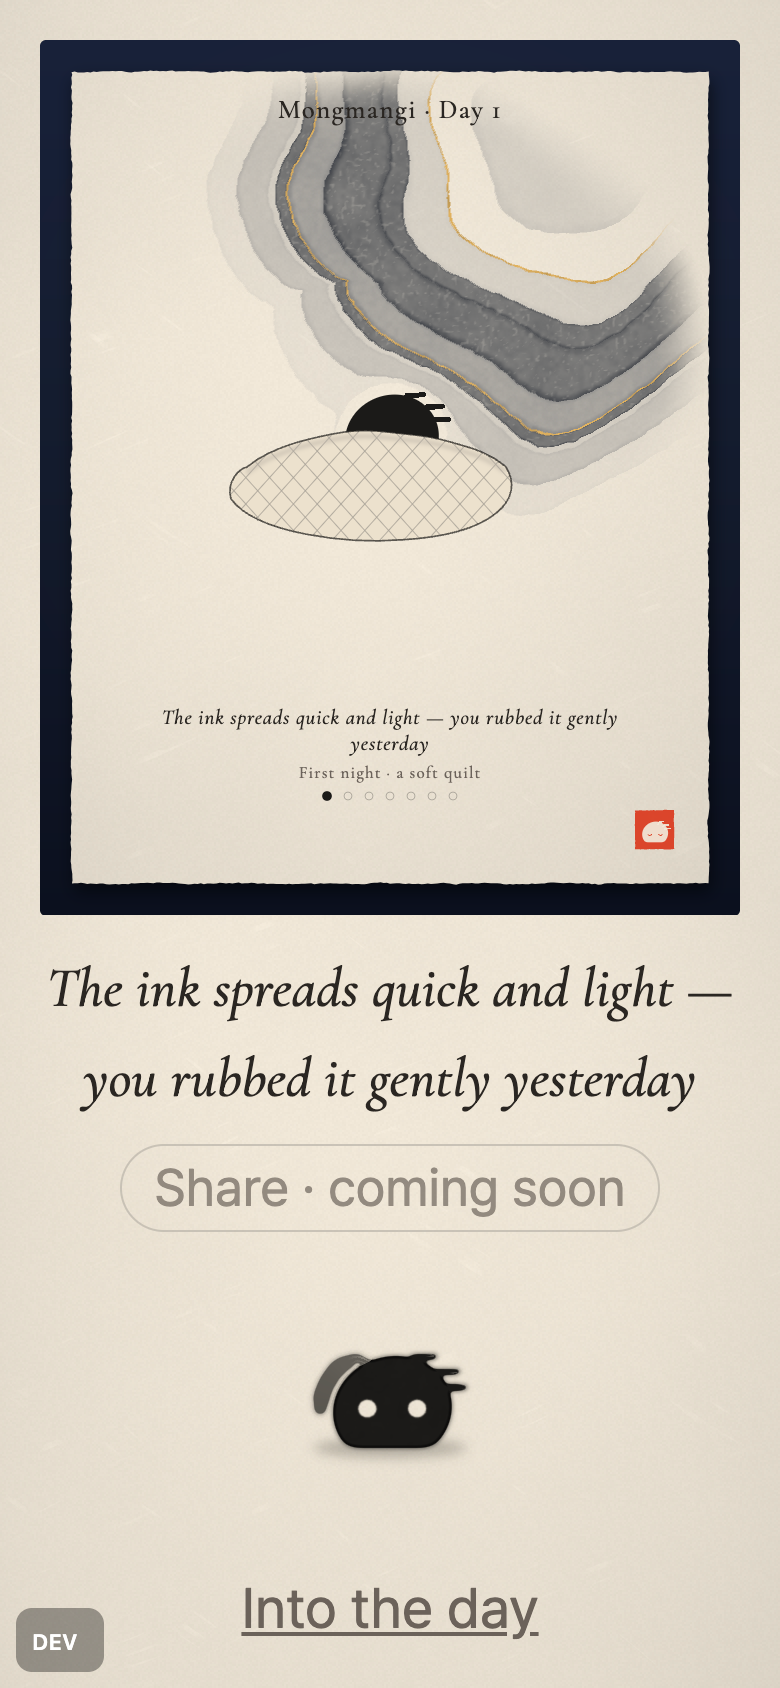 Mongmangi · Day 1
The ink spreads quick and light — you rubbed it gently
yesterday
First night · a soft quilt
The ink spreads quick and light —
you rubbed it gently yesterday
Share · coming soon
Into the day
DEV